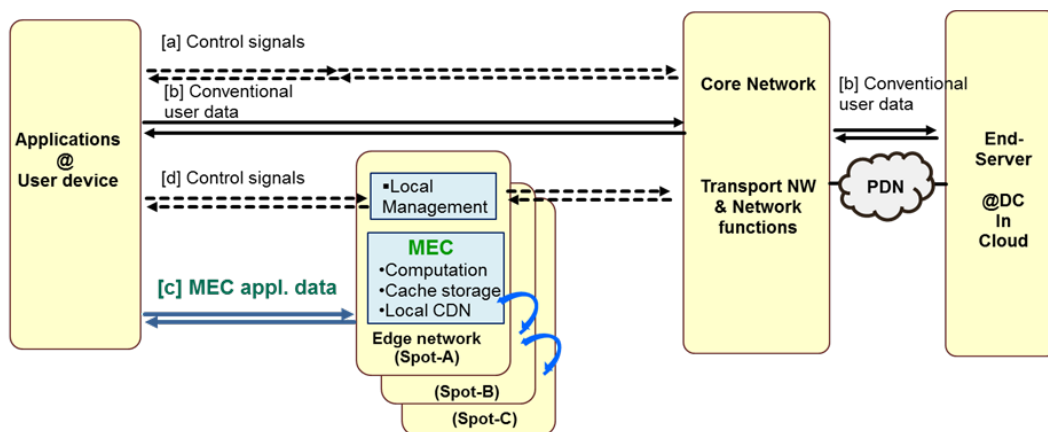 [a] Control signals
[b] Conventional
user data
Applications
@
User device
[d] Control signals
[c] MEC appl. data
▪Local
Management
MEC
•Computation
•Cache storage
•Local CDN
Edge network
(Spot-A)
(Spot-B)
(Spot-C)
Core Network
Transport NW
& Network
functions
[b] Conventional
user data
PDN
End-
Server
@DC
In
Cloud